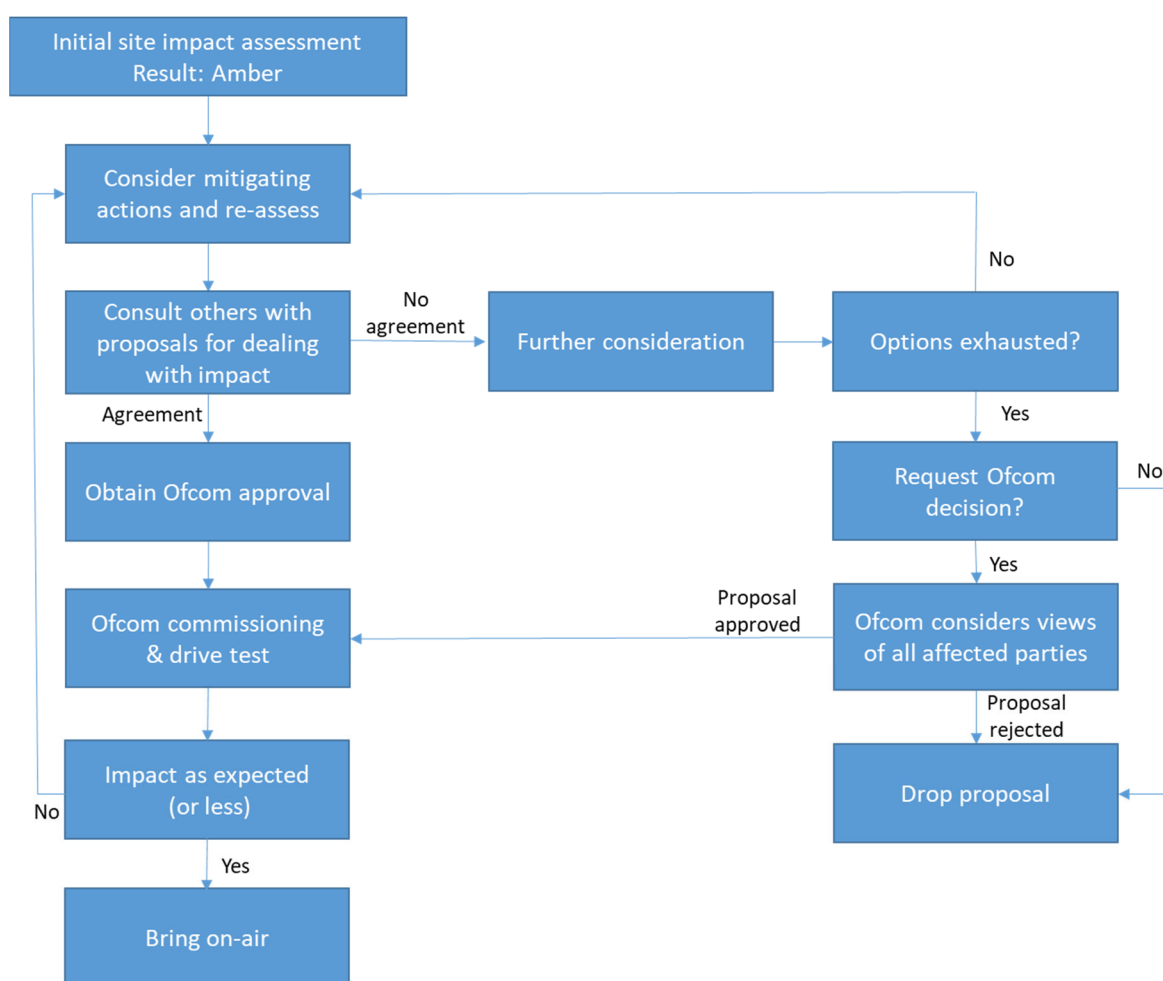 Initial site impact assessment
Result: Amber
Consider mitigating
actions and re-assess
No
Consult others with
proposals for dealing
with impact
No
agreement
Further consideration
Options exhausted?
Agreement
Yes
Obtain Ofcom approval
Request Ofcom
decision?
No
Yes
Ofcom commissioning
& drive test
Proposal
approved
Ofcom considers views
of all affected parties
Proposal
rejected
Impact as expected
(or less)
No
Drop proposal
Yes
Bring on-air